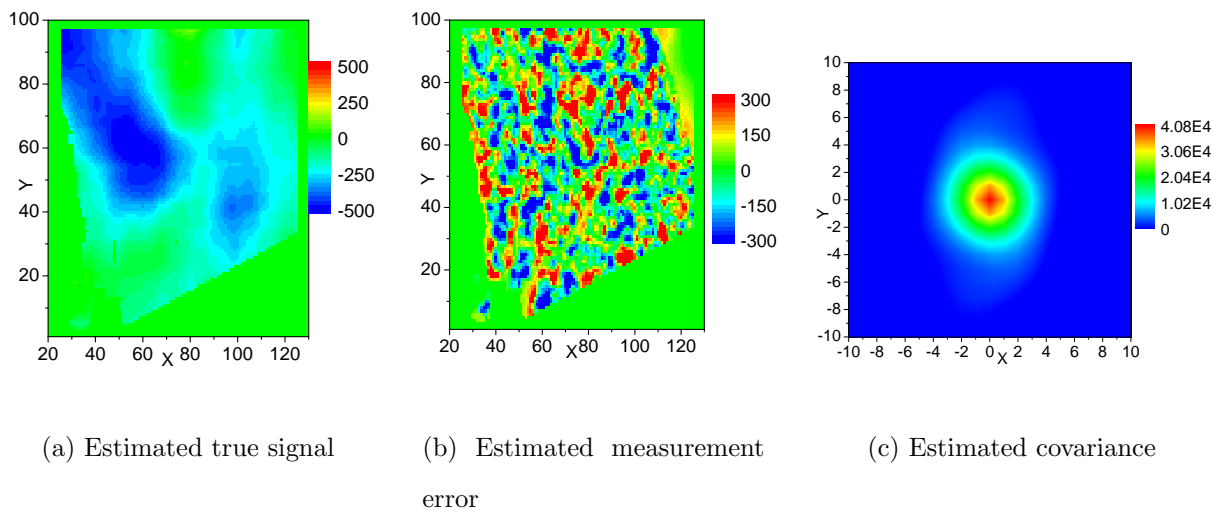 100
80
60
40
20
Y
20 40 60 80 100 120
X
500
250
0
-250
-500
100
80
60
40
20
Y
20 40 60 80 100 120
X
300
150
0
-150
-300
10
8
6
4
2
0
-2
-4
-6
-8
-10
Y
-10 -8 -6 -4 -2 0 2 4 6 8 10
X
4.08E4
3.06E4
2.04E4
1.02E4
0
(a) Estimated true signal
(b) Estimated measurement
error
(c) Estimated covariance